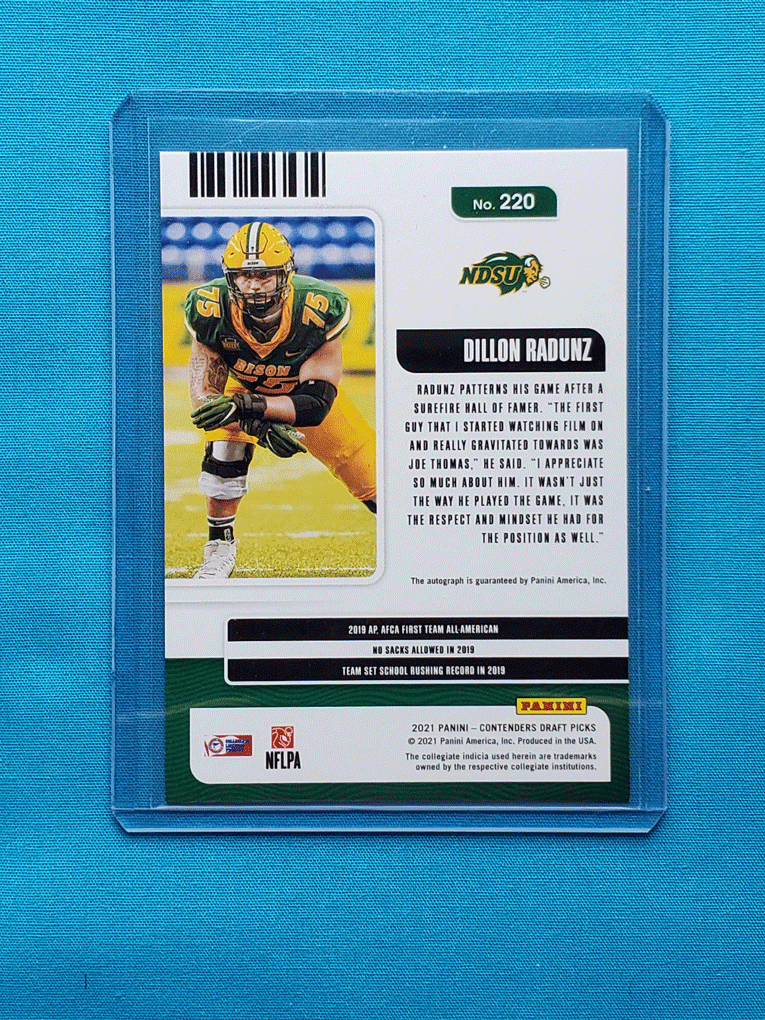 No. 220
NDSU
DILLON RADUNZ
75
75
BISON
75
RADUNZ PATTERNS HIS GAME AFTER A
SUREFIRE HALL OF FAMER. "THE FIRST
GUY THAT I STARTED WATCHING FILM ON
AND REALLY GRAVITATED TOWARDS WAS
JOE THOMAS," HE SAID. "I APPRECIATE
SO MUCH ABOUT HIM. IT WASN'T JUST
THE WAY HE PLAYED THE GAME, IT WAS
THE RESPECT AND MINDSET HE HAD FOR
THE POSITION AS WELL."
The autograph is guaranteed by Panini America, Inc.
2019 AP, AFCA FIRST TEAM ALL-AMERICAN
NO SACKS ALLOWED IN 2019
TEAM SET SCHOOL RUSHING RECORD IN 2019
PANINI
2021 PANINI – CONTENDERS DRAFT PICKS
© 2021 Panini America, Inc. Produced in the USA.
The collegiate indicia used herein are trademarks
owned by the respective collegiate institutions.
NFLPA